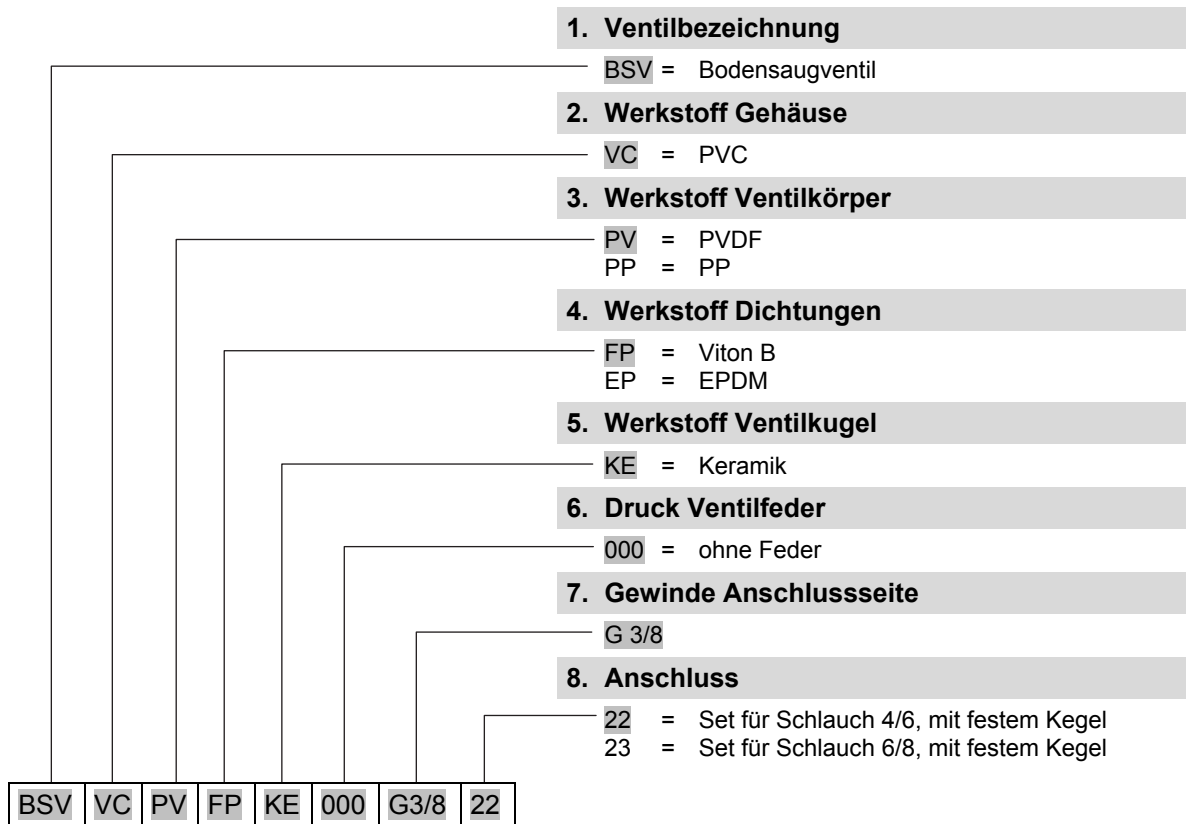 1. Ventilbezeichnung
BSV = Bodensaugventil
2. Werkstoff Gehäuse
VC = PVC
3. Werkstoff Ventilkörper
PV = PVDF
PP = PP
4. Werkstoff Dichtungen
FP = Viton B
EP = EPDM
5. Werkstoff Ventilkugel
KE = Keramik
6. Druck Ventilfeder
000 = ohne Feder
7. Gewinde Anschlussseite
G 3/8
8. Anschluss
22 = Set für Schlauch 4/6, mit festem Kegel
23 = Set für Schlauch 6/8, mit festem Kegel
BSV VC PV FP KE 000 G3/8 22